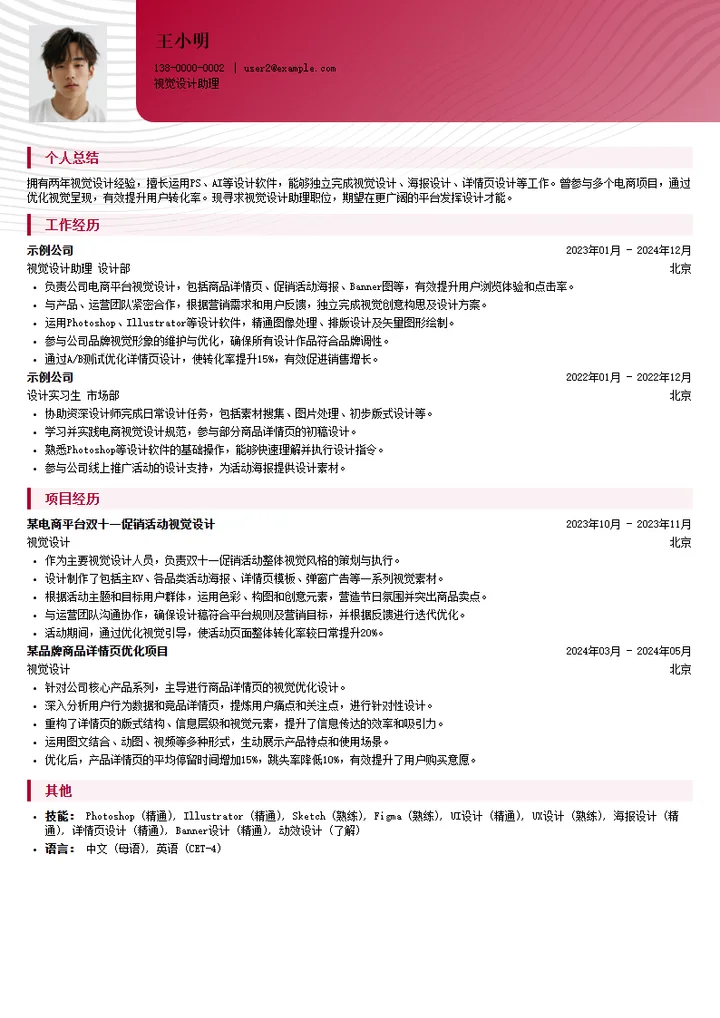 王小明
138-0000-0002 | user2@example.com
视觉设计助理
个人总结
拥有两年视觉设计经验，擅长运用PS、AI等设计软件，能够独立完成视觉设计、海报设计、详情页设计等工作。曾参与多个电商项目，通过
优化视觉呈现，有效提升用户转化率。现寻求视觉设计助理职位，期望在更广阔的平台发挥设计才能。
工作经历
示例公司 2023年01月 - 2024年12月
视觉设计助理 设计部 北京
• 负责公司电商平台视觉设计，包括商品详情页、促销活动海报、Banner图等，有效提升用户浏览体验和点击率。
• 与产品、运营团队紧密合作，根据营销需求和用户反馈，独立完成视觉创意构思及设计方案。
• 运用Photoshop、Illustrator等设计软件，精通图像处理、排版设计及矢量图形绘制。
• 参与公司品牌视觉形象的维护与优化，确保所有设计作品符合品牌调性。
• 通过A/B测试优化详情页设计，使转化率提升15%，有效促进销售增长。
示例公司 2022年01月 - 2022年12月
设计实习生 市场部 北京
• 协助资深设计师完成日常设计任务，包括素材搜集、图片处理、初步版式设计等。
• 学习并实践电商视觉设计规范，参与部分商品详情页的初稿设计。
• 熟悉Photoshop等设计软件的基础操作，能够快速理解并执行设计指令。
• 参与公司线上推广活动的设计支持，为活动海报提供设计素材。
项目经历
某电商平台双十一促销活动视觉设计 2023年10月 - 2023年11月
视觉设计 北京
• 作为主要视觉设计人员，负责双十一促销活动整体视觉风格的策划与执行。
• 设计制作了包括主KV、各品类活动海报、详情页模板、弹窗广告等一系列视觉素材。
• 根据活动主题和目标用户群体，运用色彩、构图和创意元素，营造节日氛围并突出商品卖点。
• 与运营团队沟通协作，确保设计稿符合平台规则及营销目标，并根据反馈进行迭代优化。
• 活动期间，通过优化视觉引导，使活动页面整体转化率较日常提升20%。
某品牌商品详情页优化项目 2024年03月 - 2024年05月
视觉设计 北京
• 针对公司核心产品系列，主导进行商品详情页的视觉优化设计。
• 深入分析用户行为数据和竞品详情页，提炼用户痛点和关注点，进行针对性设计。
• 重构了详情页的版式结构、信息层级和视觉元素，提升了信息传达的效率和吸引力。
• 运用图文结合、动图、视频等多种形式，生动展示产品特点和使用场景。
• 优化后，产品详情页的平均停留时间增加15%，跳失率降低10%，有效提升了用户购买意愿。
其他
• 技能： Photoshop (精通), Illustrator (精通), Sketch (熟练), Figma (熟练), UI设计 (精通), UX设计 (熟练), 海报设计 (精
通), 详情页设计 (精通), Banner设计 (精通), 动效设计 (了解)
• 语言： 中文 (母语), 英语 (CET-4)